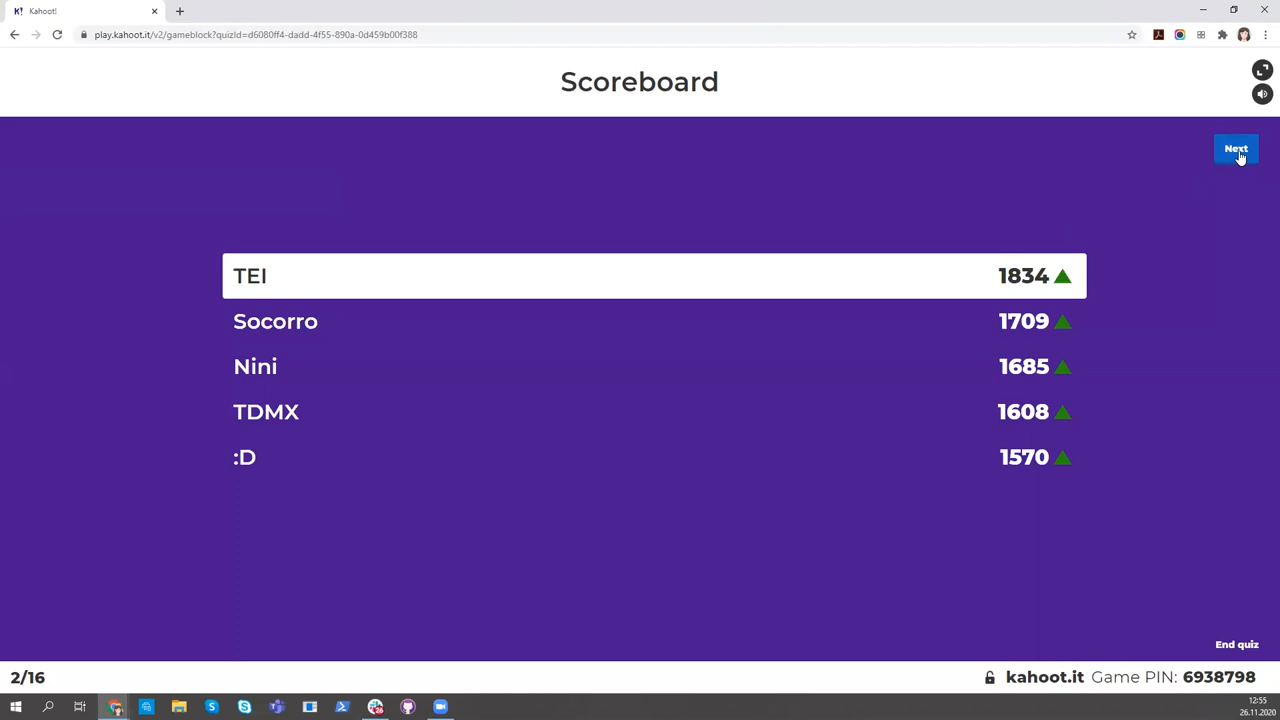 K! Kahoot!
play.kahoot.it/v2/gameblock?quizId=d6080ff4-dadd-4f55-890a-0d459b00f388
Scoreboard
Next
TEI 1834
Socorro 1709
Nini 1685
TDMX 1608
:D 1570
End quiz
2/16 kahoot.it Game PIN: 6938798
12:55
26.11.2020